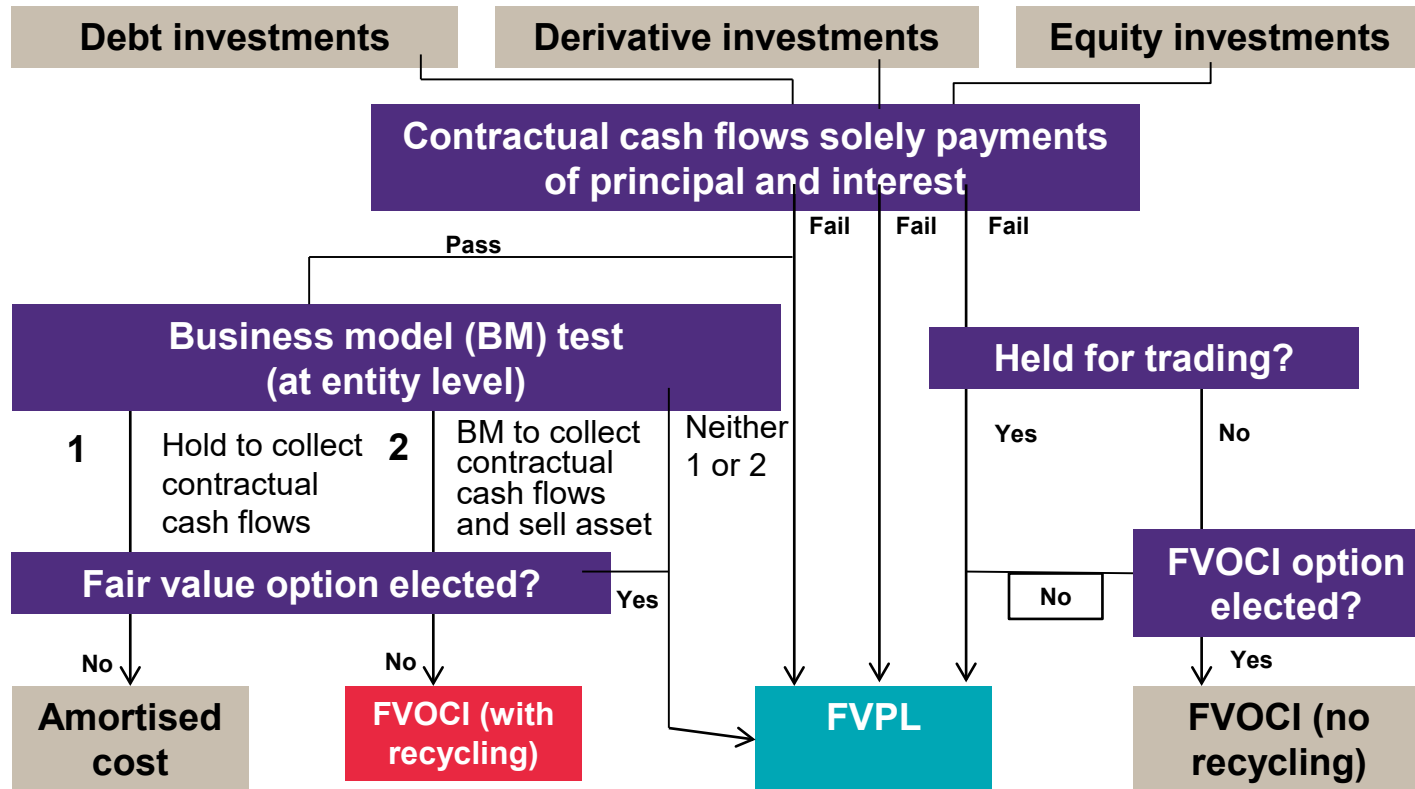 Debt investments
Derivative investments
Equity investments
Contractual cash flows solely payments
of principal and interest
Fail
Fail
Fail
Pass
Business model (BM) test
(at entity level)
Held for trading?
1
Hold to collect
contractual
cash flows
2
BM to collect
contractual
cash flows
and sell asset
Neither
1 or 2
Yes
No
Fair value option elected?
Yes
FVOCI option
elected?
No
No
No
Yes
Amortised
cost
FVOCI (with
recycling)
FVPL
FVOCI (no
recycling)